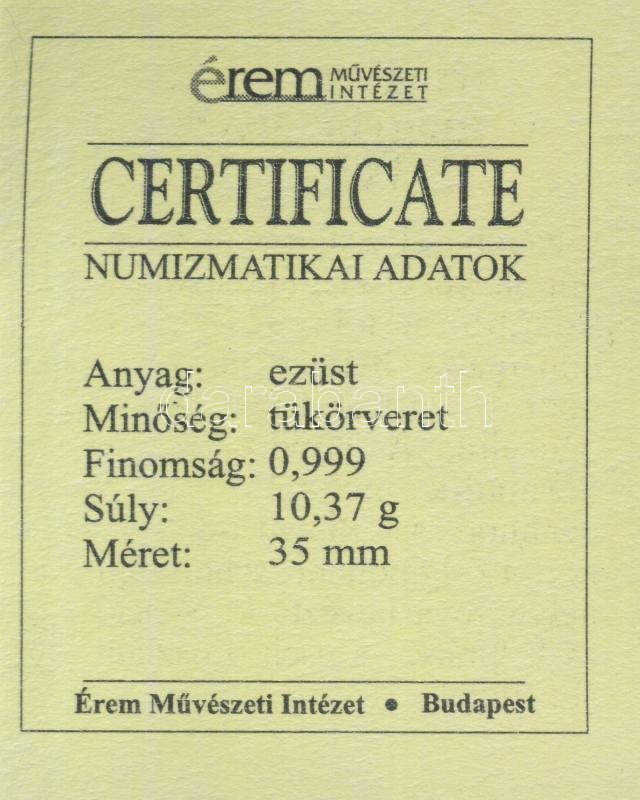 érem MŰVÉSZETI
INTÉZET
CERTIFICATE
NUMIZMATIKAI ADATOK
Anyag: ezüst
darabanth
Minőség: tükörveret
Finomság: 0,999
Súly: 10,37 g
Méret: 35 mm
Érem Művészeti Intézet • Budapest